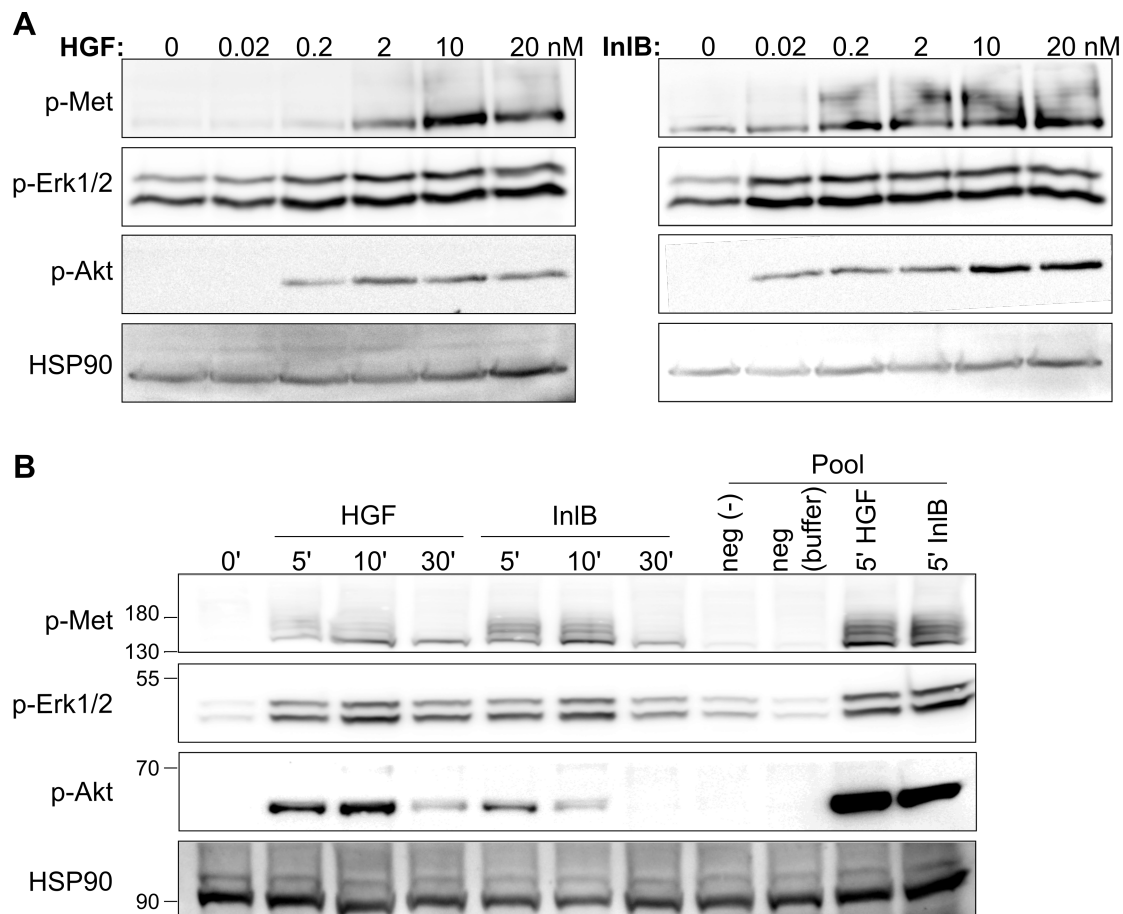 A
HGF: 0 0.02 0.2 2 10 20 nM
InlB: 0 0.02 0.2 2 10 20 nM
p-Met
p-Erk1/2
p-Akt
HSP90
B
Pool
HGF InlB
0' 5' 10' 30' 5' 10' 30' neg (-) neg (buffer) 5' HGF 5' InlB
p-Met 180
130
55
p-Erk1/2
70
p-Akt
HSP90
90